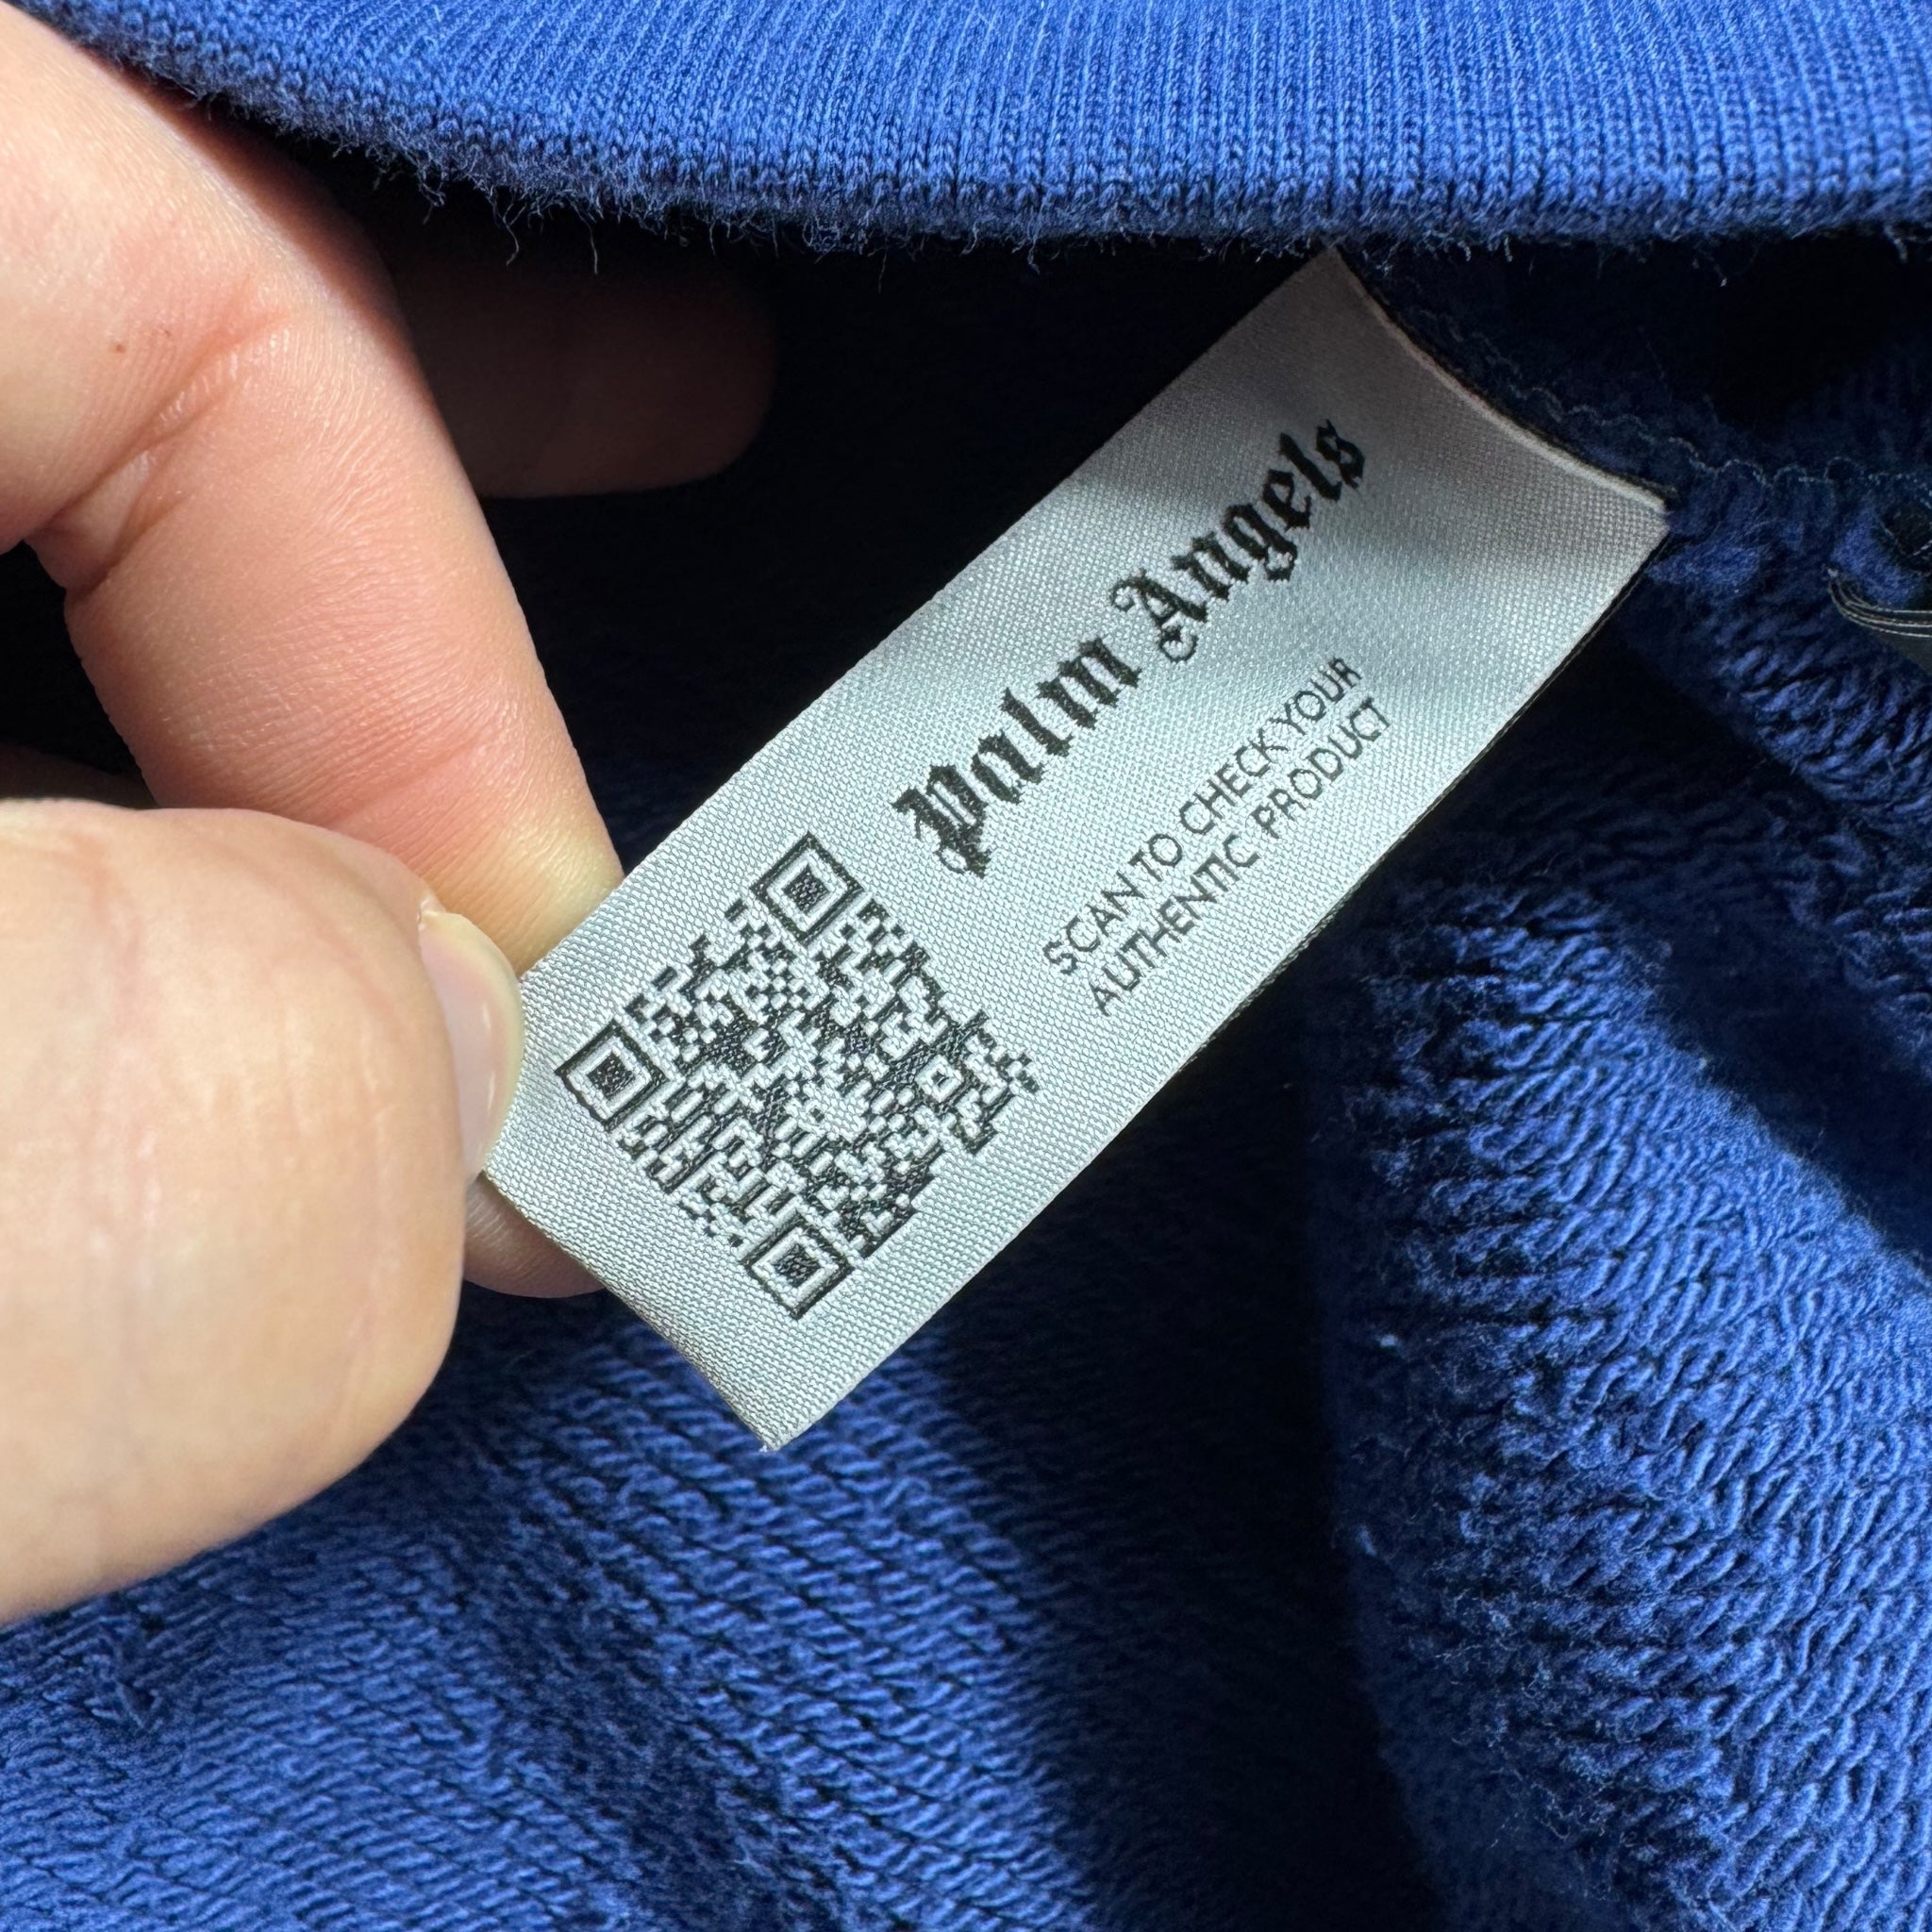 Palm Angels
SCAN TO CHECK YOUR
AUTHENTIC PRODUCT